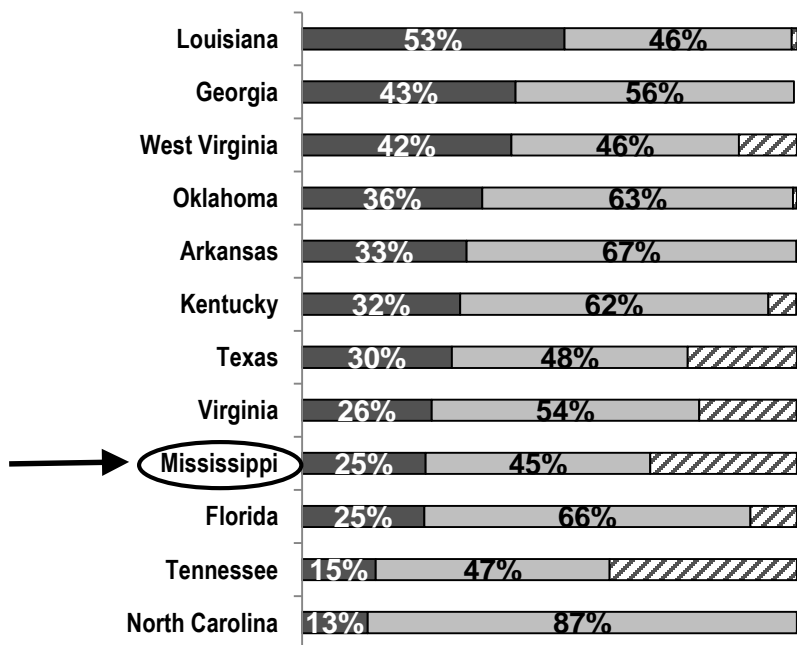 Louisiana 53% 46%
Georgia 43% 56%
West Virginia 42% 46%
Oklahoma 36% 63%
Arkansas 33% 67%
Kentucky 32% 62%
Texas 30% 48%
Virginia 26% 54%
Mississippi 25% 45%
Florida 25% 66%
Tennessee 15% 47%
North Carolina 13% 87%